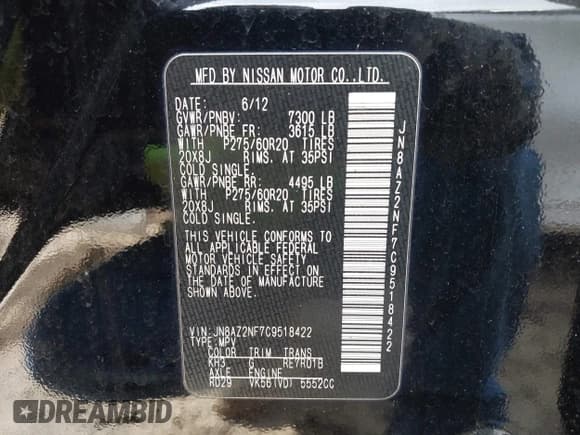 MFD BY NISSAN MOTOR CO.,LTD.
DATE: 6/12
GVWR/PNBV: 7300 LB
GAWR/PNBE FR: 3615 LB
WITH P275/60R20 TIRES
20X8J RIMS. AT 35PSI
COLD SINGLE.
GAWR/PNBE RR: 4495 LB
WITH P275/60R20 TIRES
20X8J RIMS. AT 35PSI
COLD SINGLE.
THIS VEHICLE CONFORMS TO
ALL APPLICABLE FEDERAL
MOTOR VEHICLE SAFETY
STANDARDS IN EFFECT ON
THE DATE OF MANUFACTURE
SHOWN ABOVE.
VIN: JN8AZ2NF7C9518422
TYPE: MPV
COLOR TRIM TRANS
KH3 G RE7R01B
AXLE ENGINE
RD29 VK56(VD) 5552CC
JN8AZ2NF7C9518422
DREAMBID